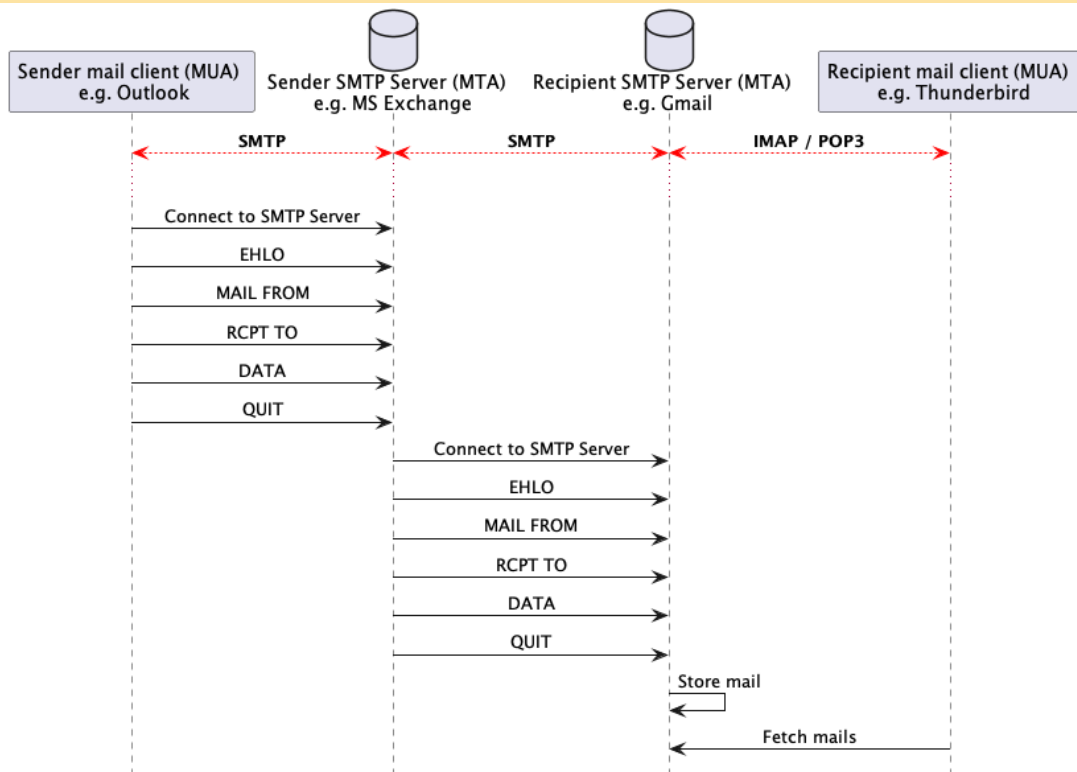 Sender mail client (MUA)
e.g. Outlook
Sender SMTP Server (MTA)
e.g. MS Exchange
Recipient SMTP Server (MTA)
e.g. Gmail
Recipient mail client (MUA)
e.g. Thunderbird
SMTP
SMTP
IMAP / POP3
Connect to SMTP Server
EHLO
MAIL FROM
RCPT TO
DATA
QUIT
Connect to SMTP Server
EHLO
MAIL FROM
RCPT TO
DATA
QUIT
Store mail
Fetch mails